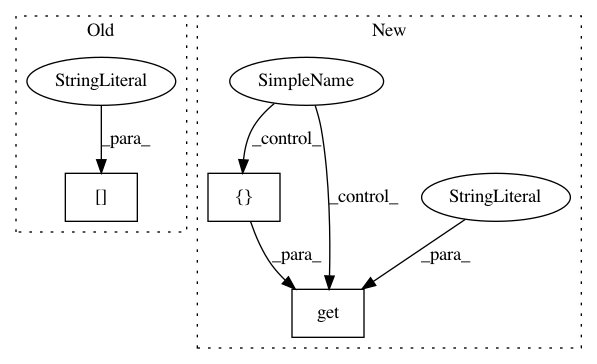 Old
New
StringLiteral
SimpleName
_para_
_control_
[]
{}
_control_
StringLiteral
_para_
_para_
get